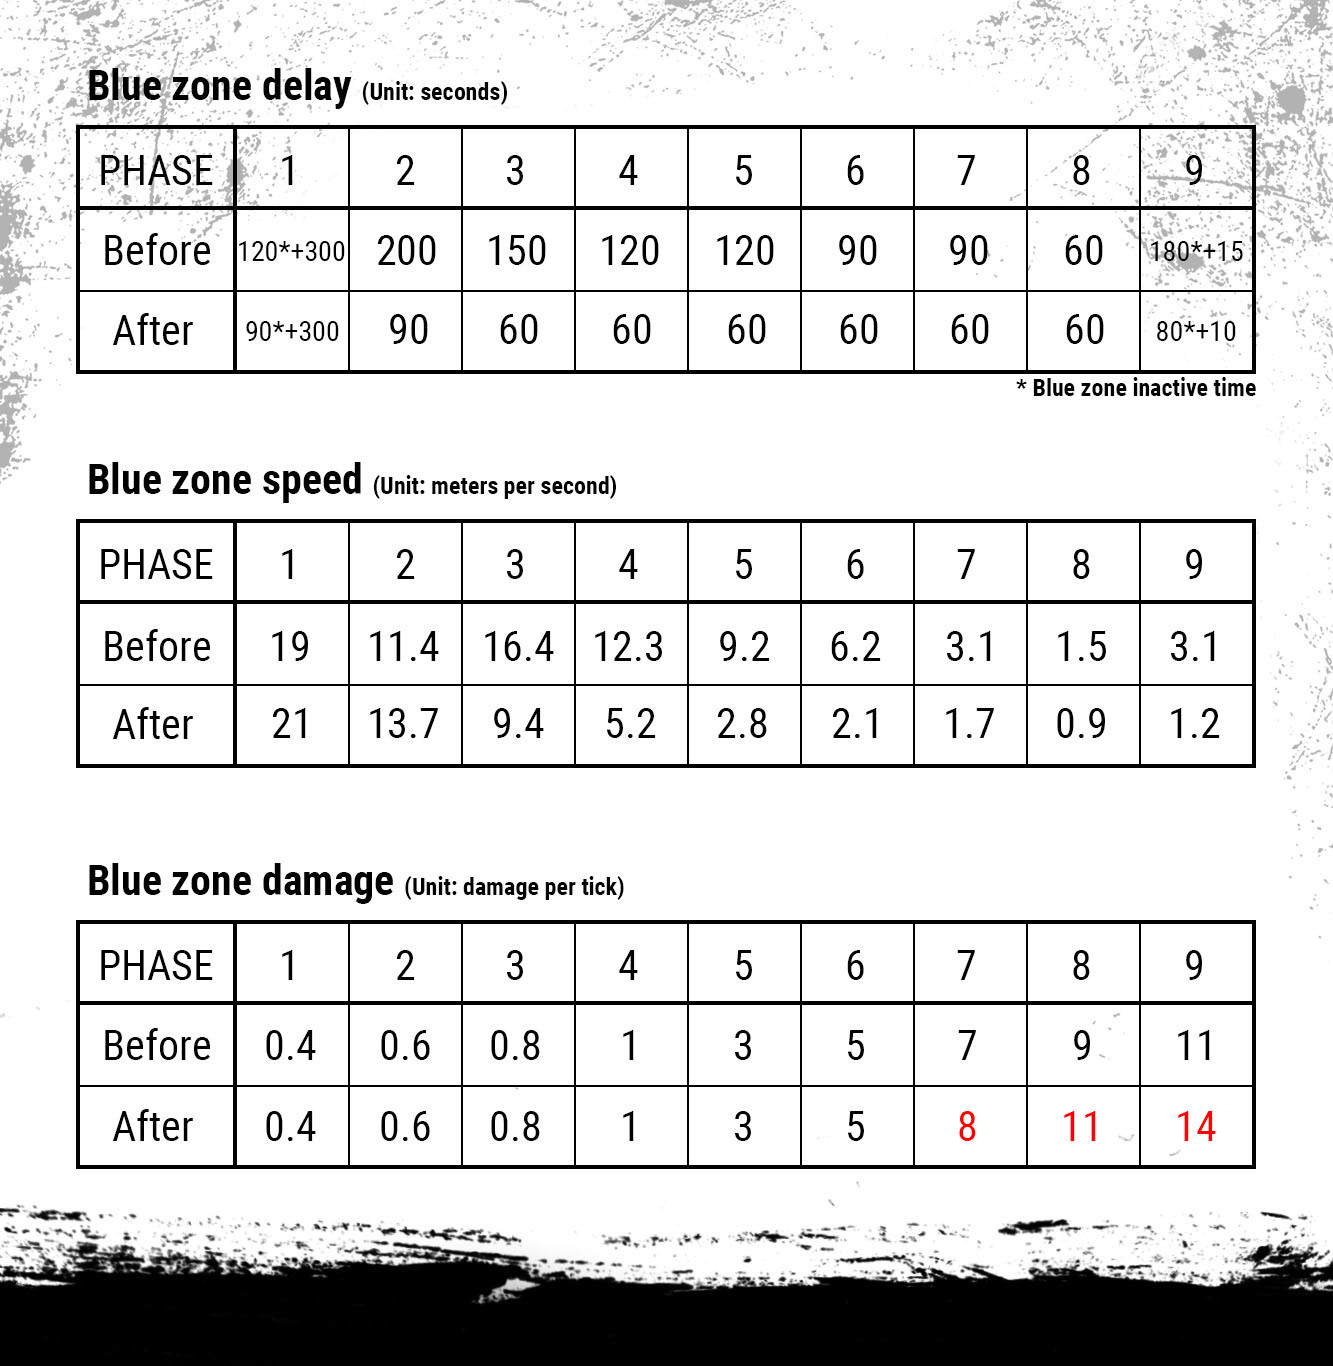 Blue zone delay (Unit: seconds)
PHASE 1 2 3 4 5 6 7 8 9
Before 120*+300 200 150 120 120 90 90 60 180*+15
After 90*+300 90 60 60 60 60 60 60 80*+10
* Blue zone inactive time
Blue zone speed (Unit: meters per second)
PHASE 1 2 3 4 5 6 7 8 9
Before 19 11.4 16.4 12.3 9.2 6.2 3.1 1.5 3.1
After 21 13.7 9.4 5.2 2.8 2.1 1.7 0.9 1.2
Blue zone damage (Unit: damage per tick)
PHASE 1 2 3 4 5 6 7 8 9
Before 0.4 0.6 0.8 1 3 5 7 9 11
After 0.4 0.6 0.8 1 3 5 8 11 14